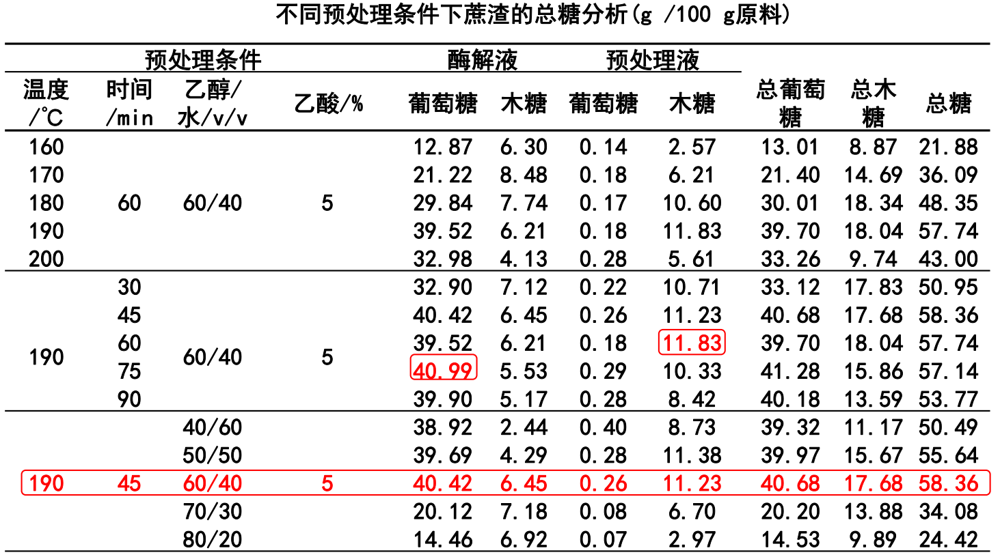 不同预处理条件下蔗渣的总糖分析(g /100 g原料)
预处理条件 酶解液 预处理液
温度/℃ 时间/min 乙醇/水/v/v 乙酸/% 葡萄糖 木糖 葡萄糖 木糖 总葡萄糖 总木糖 总糖
160 12.87 6.30 0.14 2.57 13.01 8.87 21.88
170 21.22 8.48 0.18 6.21 21.40 14.69 36.09
180 60 60/40 5 29.84 7.74 0.17 10.60 30.01 18.34 48.35
190 39.52 6.21 0.18 11.83 39.70 18.04 57.74
200 32.98 4.13 0.28 5.61 33.26 9.74 43.00
30 32.90 7.12 0.22 10.71 33.12 17.83 50.95
45 40.42 6.45 0.26 11.23 40.68 17.68 58.36
60 39.52 6.21 0.18 11.83 39.70 18.04 57.74
190 60/40 5
75 40.99 5.53 0.29 10.33 41.28 15.86 57.14
90 39.90 5.17 0.28 8.42 40.18 13.59 53.77
40/60 38.92 2.44 0.40 8.73 39.32 11.17 50.49
50/50 39.69 4.29 0.28 11.38 39.97 15.67 55.64
190 45 60/40 5 40.42 6.45 0.26 11.23 40.68 17.68 58.36
70/30 20.12 7.18 0.08 6.70 20.20 13.88 34.08
80/20 14.46 6.92 0.07 2.97 14.53 9.89 24.42